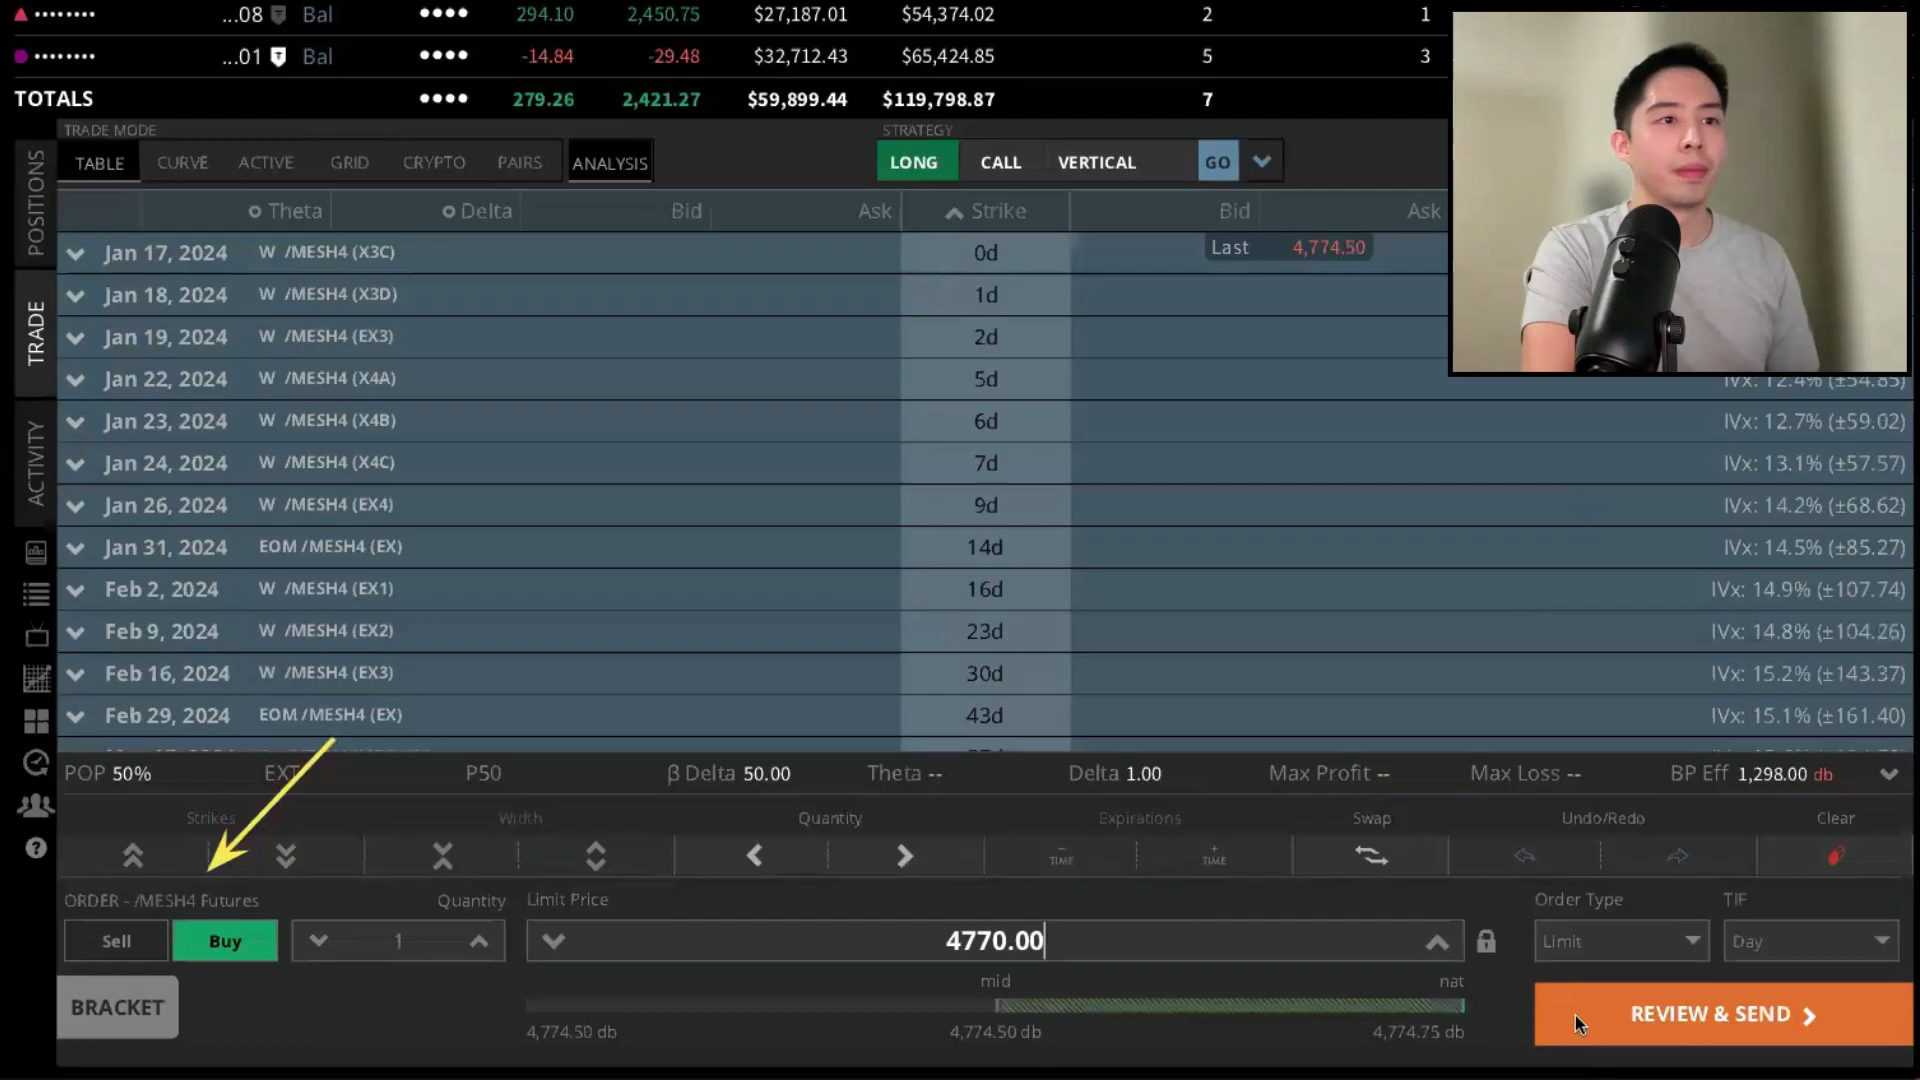 ...08 Bal 294.10 2,450.75 $27,187.01 $54,374.02 2 1
...01 Bal -14.84 -29.48 $32,712.43 $65,424.85 5 3
TOTALS 279.26 2,421.27 $59,899.44 $119,798.87 7
TRADE MODE STRATEGY
TABLE CURVE ACTIVE GRID CRYPTO PAIRS ANALYSIS LONG CALL VERTICAL GO
POSITIONS
TRADE
ACTIVITY
Theta Delta Bid Ask Strike Bid Ask
Last 4,774.50
Jan 17, 2024 W /MESH4 (X3C) 0d
Jan 18, 2024 W /MESH4 (X3D) 1d
Jan 19, 2024 W /MESH4 (EX3) 2d
Jan 22, 2024 W /MESH4 (X4A) 5d IVx: 12.4% (±54.85)
Jan 23, 2024 W /MESH4 (X4B) 6d IVx: 12.7% (±59.02)
Jan 24, 2024 W /MESH4 (X4C) 7d IVx: 13.1% (±57.57)
Jan 26, 2024 W /MESH4 (EX4) 9d IVx: 14.2% (±68.62)
Jan 31, 2024 EOM /MESH4 (EX) 14d IVx: 14.5% (±85.27)
Feb 2, 2024 W /MESH4 (EX1) 16d IVx: 14.9% (±107.74)
Feb 9, 2024 W /MESH4 (EX2) 23d IVx: 14.8% (±104.26)
Feb 16, 2024 W /MESH4 (EX3) 30d IVx: 15.2% (±143.37)
Feb 29, 2024 EOM /MESH4 (EX) 43d IVx: 15.1% (±161.40)
POP 50% EXT P50 β Delta 50.00 Theta -- Delta 1.00 Max Profit -- Max Loss -- BP Eff 1,298.00 db
Strikes Width Quantity Expirations Swap Undo/Redo Clear
- TIME + TIME
ORDER - /MESH4 Futures Quantity Limit Price Order Type TIF
Sell Buy 1 4770.00 Limit Day
mid nat
BRACKET REVIEW & SEND
4,774.50 db 4,774.50 db 4,774.75 db